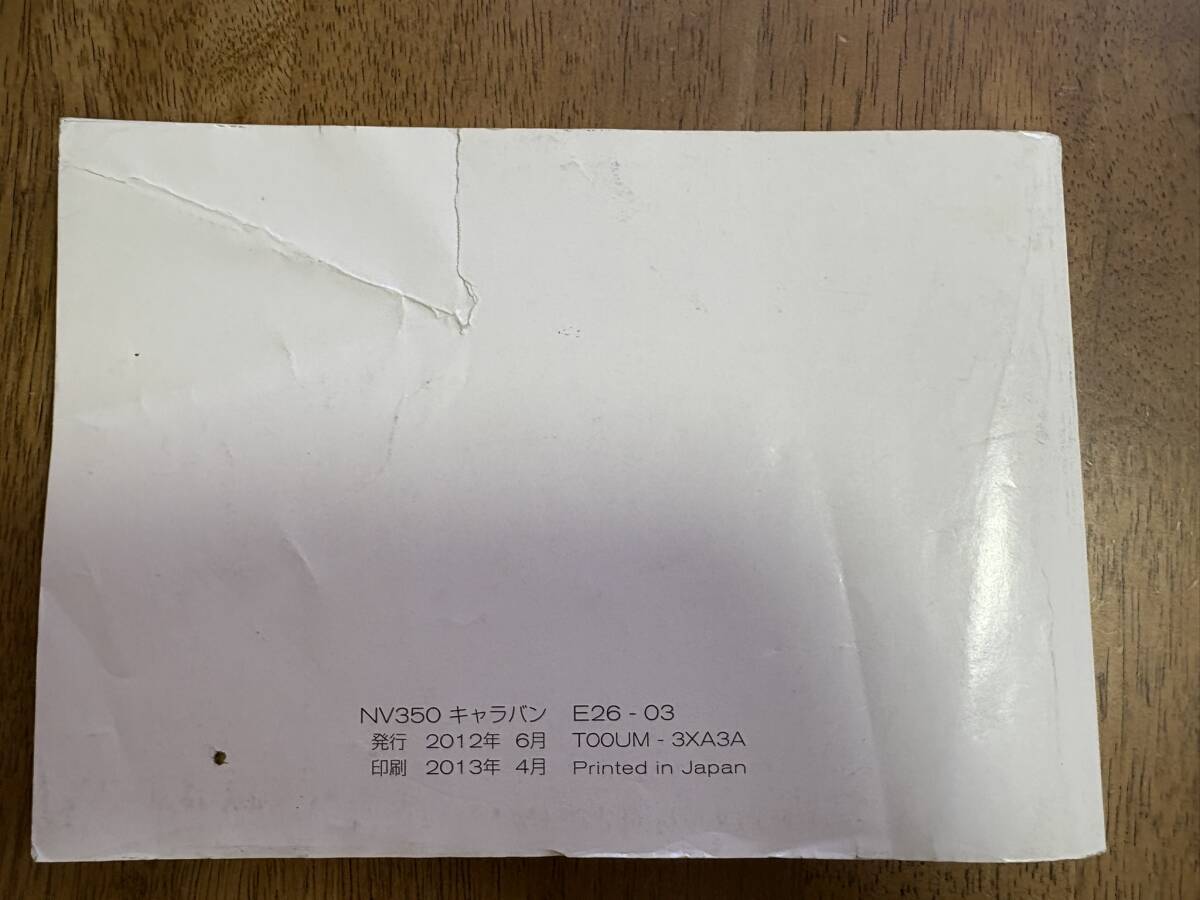 NV350 キャラバン E26 - 03
発行 2012年 6月 T00UM - 3XA3A
印刷 2013年 4月 Printed in Japan